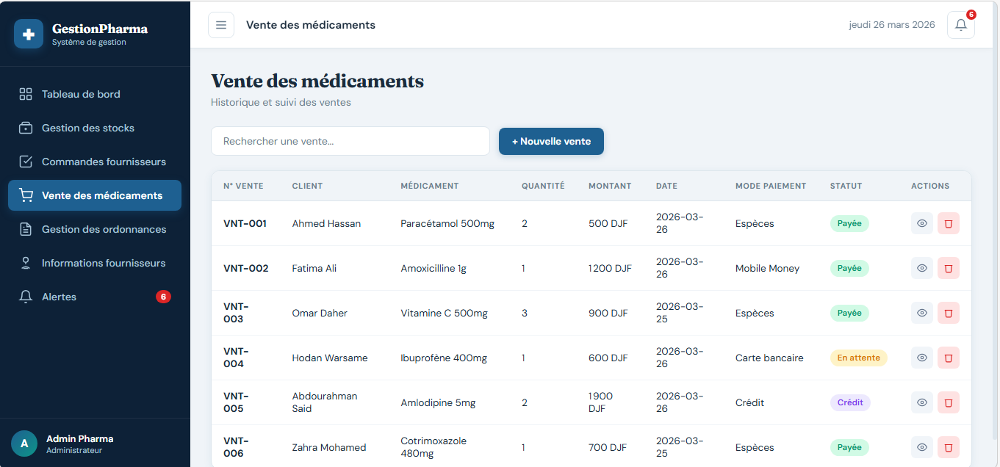 GestionPharma
Système de gestion
Tableau de bord
Gestion des stocks
Commandes fournisseurs
Vente des médicaments
Gestion des ordonnances
Informations fournisseurs
Alertes 6
A Admin Pharma
Administrateur
Vente des médicaments jeudi 26 mars 2026 6
Vente des médicaments
Historique et suivi des ventes
Rechercher une vente... + Nouvelle vente
N° VENTE CLIENT MÉDICAMENT QUANTITÉ MONTANT DATE MODE PAIEMENT STATUT ACTIONS
VNT-001 Ahmed Hassan Paracétamol 500mg 2 500 DJF 2026-03-26 Espèces Payée
VNT-002 Fatima Ali Amoxicilline 1g 1 1 200 DJF 2026-03-26 Mobile Money Payée
VNT-003 Omar Daher Vitamine C 500mg 3 900 DJF 2026-03-25 Espèces Payée
VNT-004 Hodan Warsame Ibuprofène 400mg 1 600 DJF 2026-03-26 Carte bancaire En attente
VNT-005 Abdourahman Said Amlodipine 5mg 2 1 900 DJF 2026-03-26 Crédit Crédit
VNT-006 Zahra Mohamed Cotrimoxazole 480mg 1 700 DJF 2026-03-25 Espèces Payée